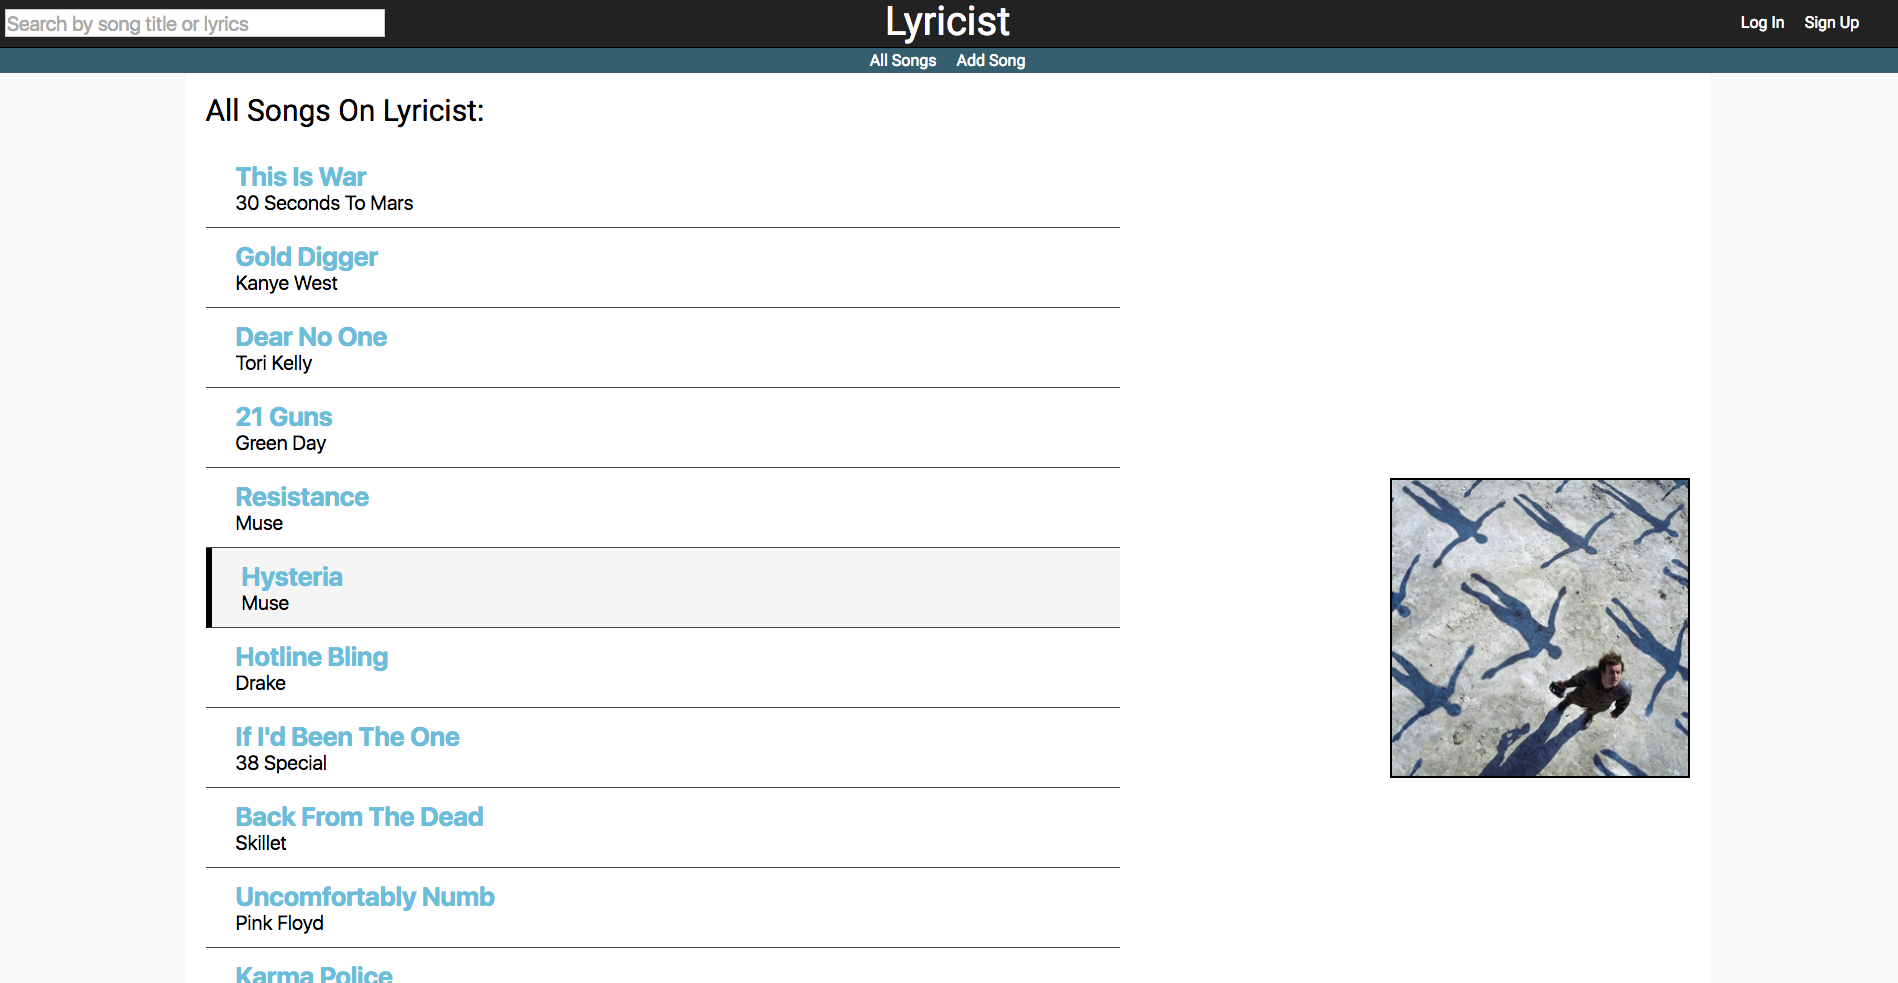 Search by song title or lyrics
Lyricist
Log In Sign Up
All Songs Add Song
All Songs On Lyricist:
This Is War
30 Seconds To Mars
Gold Digger
Kanye West
Dear No One
Tori Kelly
21 Guns
Green Day
Resistance
Muse
Hysteria
Muse
Hotline Bling
Drake
If I'd Been The One
38 Special
Back From The Dead
Skillet
Uncomfortably Numb
Pink Floyd
Karma Police